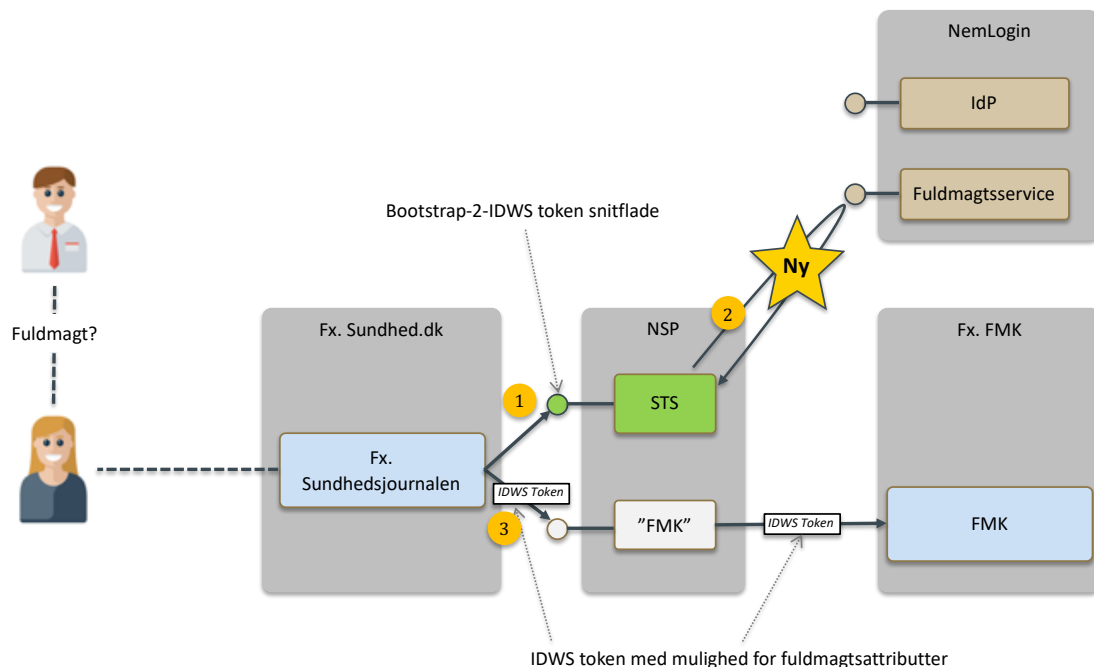 NemLogin
IdP
Fuldmagtsservice
Bootstrap-2-IDWS token snitflade
Ny
Fuldmagt?
Fx. Sundhed.dk
NSP
2
Fx. FMK
1
STS
Fx.
Sundhedsjournalen
IDWS Token
3
”FMK”
IDWS Token
FMK
IDWS token med mulighed for fuldmagtsattributter